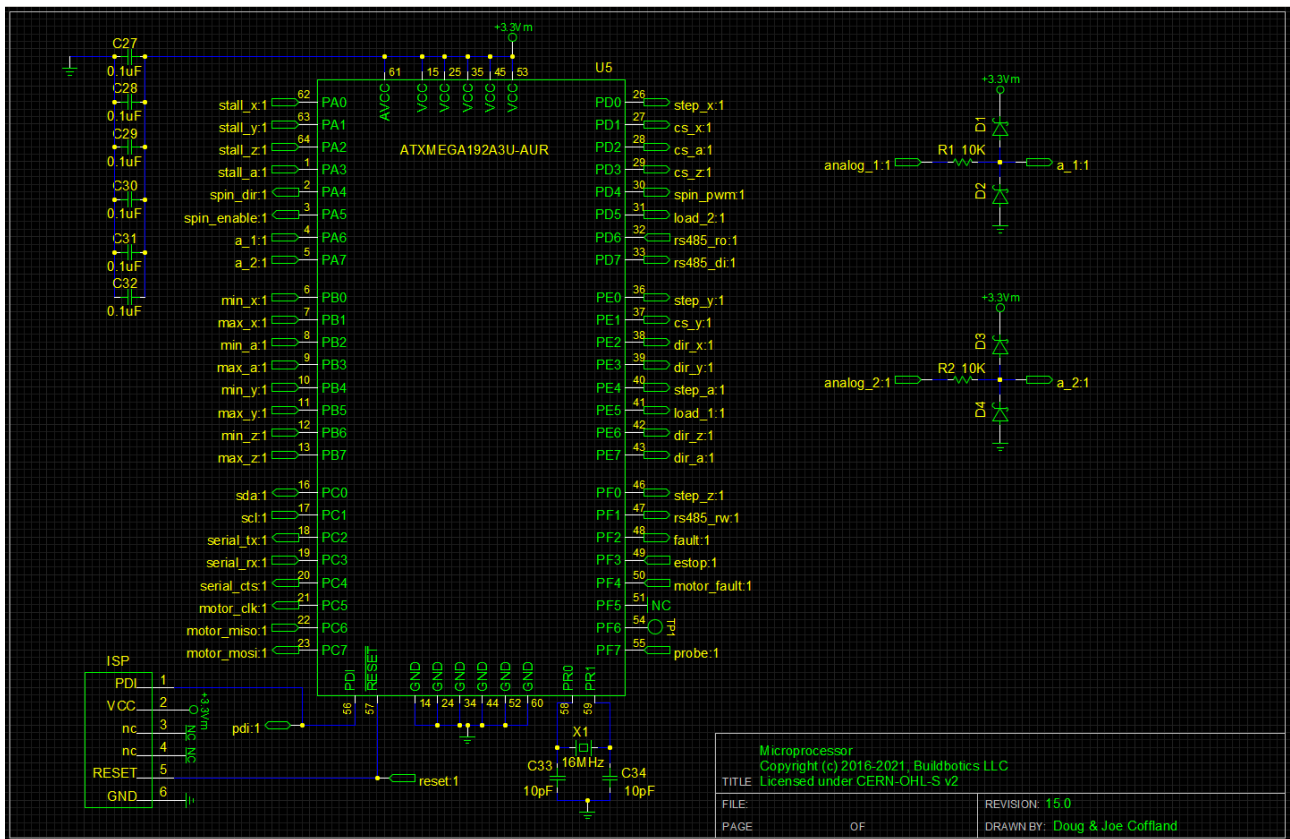 +3.3Vm
C27
0.1uF
C28
0.1uF
C29
0.1uF
C30
0.1uF
C31
0.1uF
C32
0.1uF
U5
61 15 25 35 45 53
AVCC VCC VCC VCC VCC VCC
ATXMEGA192A3U-AUR
stall_x:1 62 PA0
stall_y:1 63 PA1
stall_z:1 64 PA2
stall_a:1 1 PA3
spin_dir:1 2 PA4
spin_enable:1 3 PA5
a_1:1 4 PA6
a_2:1 5 PA7
min_x:1 6 PB0
max_x:1 7 PB1
min_a:1 8 PB2
max_a:1 9 PB3
min_y:1 10 PB4
max_y:1 11 PB5
min_z:1 12 PB6
max_z:1 13 PB7
sda:1 16 PC0
scl:1 17 PC1
serial_tx:1 18 PC2
serial_rx:1 19 PC3
serial_cts:1 20 PC4
motor_clk:1 21 PC5
motor_miso:1 22 PC6
motor_mosi:1 23 PC7
PD0 26 step_x:1
PD1 27 cs_x:1
PD2 28 cs_a:1
PD3 29 cs_z:1
PD4 30 spin_pwm:1
PD5 31 load_2:1
PD6 32 rs485_ro:1
PD7 33 rs485_di:1
PE0 36 step_y:1
PE1 37 cs_y:1
PE2 38 dir_x:1
PE3 39 dir_y:1
PE4 40 step_a:1
PE5 41 load_1:1
PE6 42 dir_z:1
PE7 43 dir_a:1
PF0 46 step_z:1
PF1 47 rs485_rw:1
PF2 48 fault:1
PF3 49 estop:1
PF4 50 motor_fault:1
PF5 51 NC
PF6 54 TP1
PF7 55 probe:1
PDI RESET GND GND GND GND GND GND PR0 PR1
56 57 14 24 34 44 52 60 58 59
+3.3Vm
D1
R1 10K
analog_1:1 a_1:1
D2
+3.3Vm
D3
R2 10K
analog_2:1 a_2:1
D4
ISP
PDI 1
VCC 2 +3.3Vm
nc 3 NC
nc 4 NC
RESET 5
GND 6
pdi:1
reset:1
X1
16MHz
C33
10pF
C34
10pF
Microprocessor
Copyright (c) 2016-2021, Buildbotics LLC
TITLE Licensed under CERN-OHL-S v2
FILE: REVISION: 15.0
PAGE OF DRAWN BY: Doug & Joe Coffland